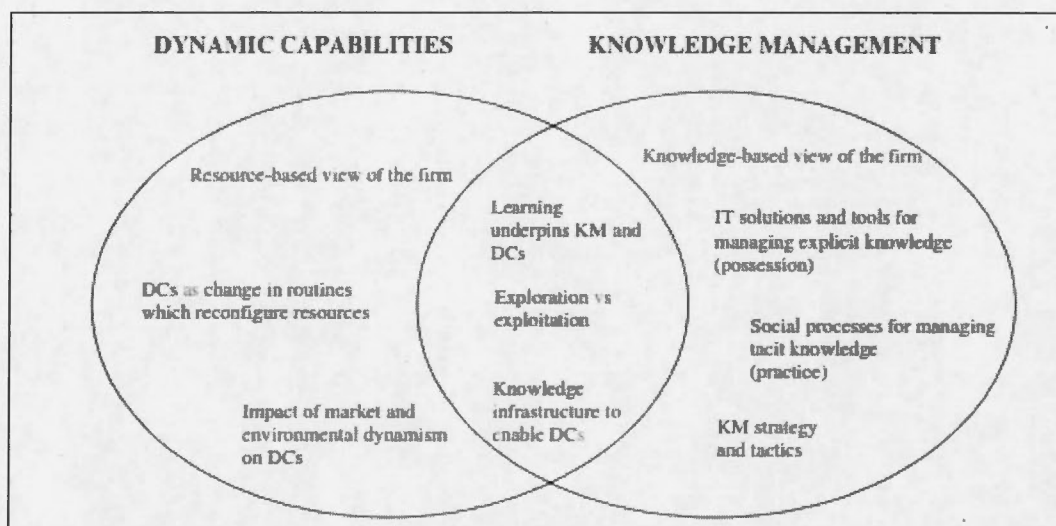 DYNAMIC CAPABILITIES
KNOWLEDGE MANAGEMENT
Resource-based view of the firm
DCs as change in routines
which reconfigure resources
Impact of market and
environmental dynamism
on DCs
Learning
underpins KM and
DCs
Exploration vs
exploitation
Knowledge
infrastructure to
enable DCs
Knowledge-based view of the firm
IT solutions and tools for
managing explicit knowledge
(possession)
Social processes for managing
tacit knowledge
(practice)
KM strategy
and tactics